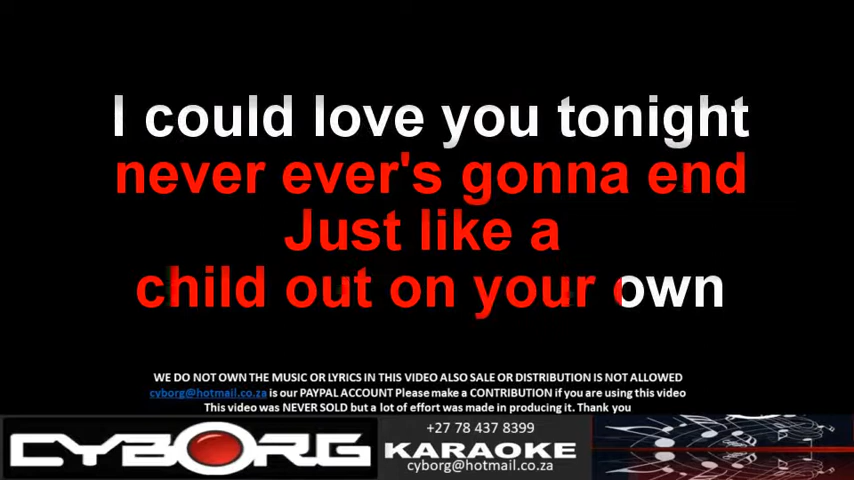 I could love you tonight
never ever's gonna end
Just like a
child out on your own
WE DO NOT OWN THE MUSIC OR LYRICS IN THIS VIDEO ALSO SALE OR DISTRIBUTION IS NOT ALLOWED
cyborg@hotmail.co.za is our PAYPAL ACCOUNT Please make a CONTRIBUTION if you are using this video
This video was NEVER SOLD but a lot of effort was made in producing it. Thank you
CYBORG
+27 78 437 8399
KARAOKE
cyborg@hotmail.co.za